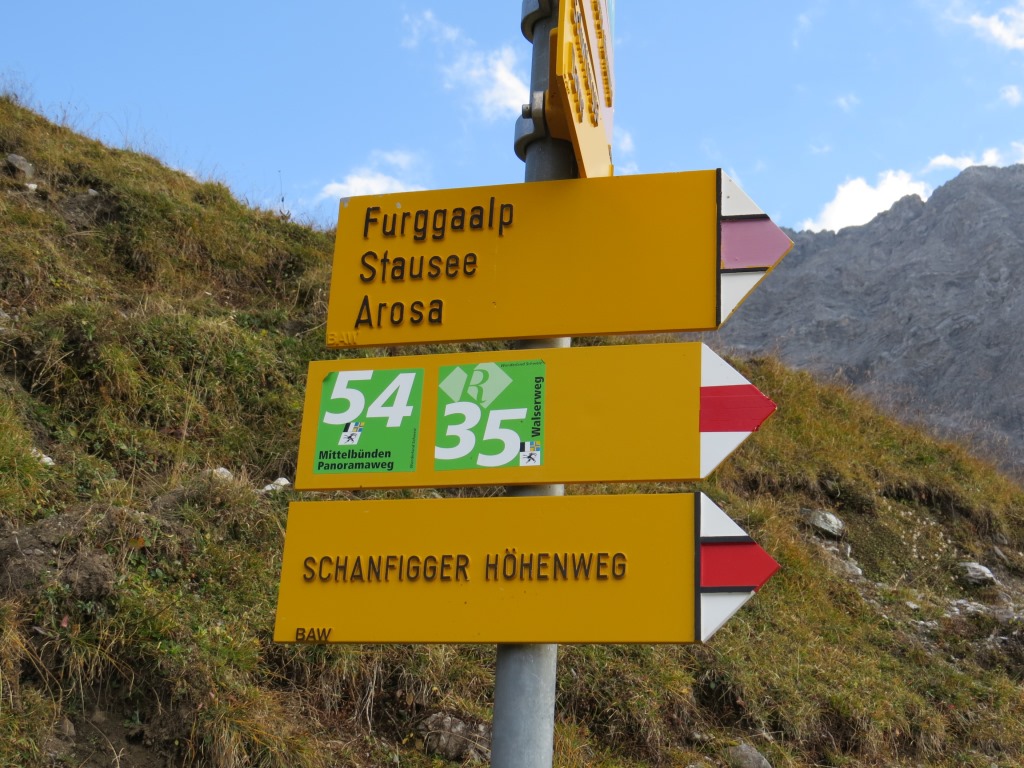 Furggaalp
Stausee
Arosa
BAW
54
Mittelbünden
Panoramaweg
R
35
Walserweg
SCHANFIGGER HÖHENWEG
BAW